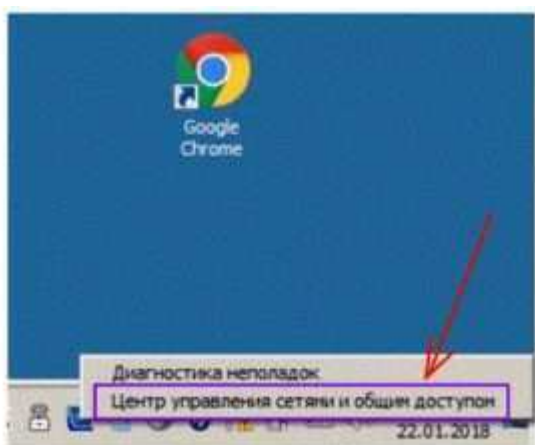 Google
Chrome
Диагностика неполадок
Центр управления сетями и общим доступом
22.01.2018